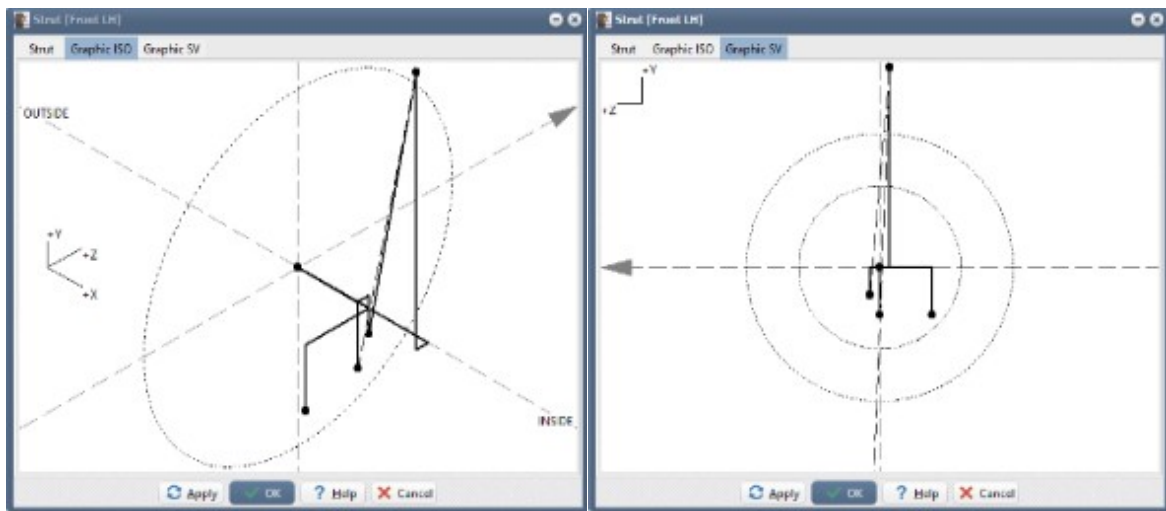 Strut [Front LH]
Strut Graphic ISO Graphic SV
OUTSIDE
+Y
+Z
+X
INSIDE
Apply OK Help Cancel
Strut [Front LH]
Strut Graphic ISO Graphic SV
+Y
+Z
Apply OK Help Cancel